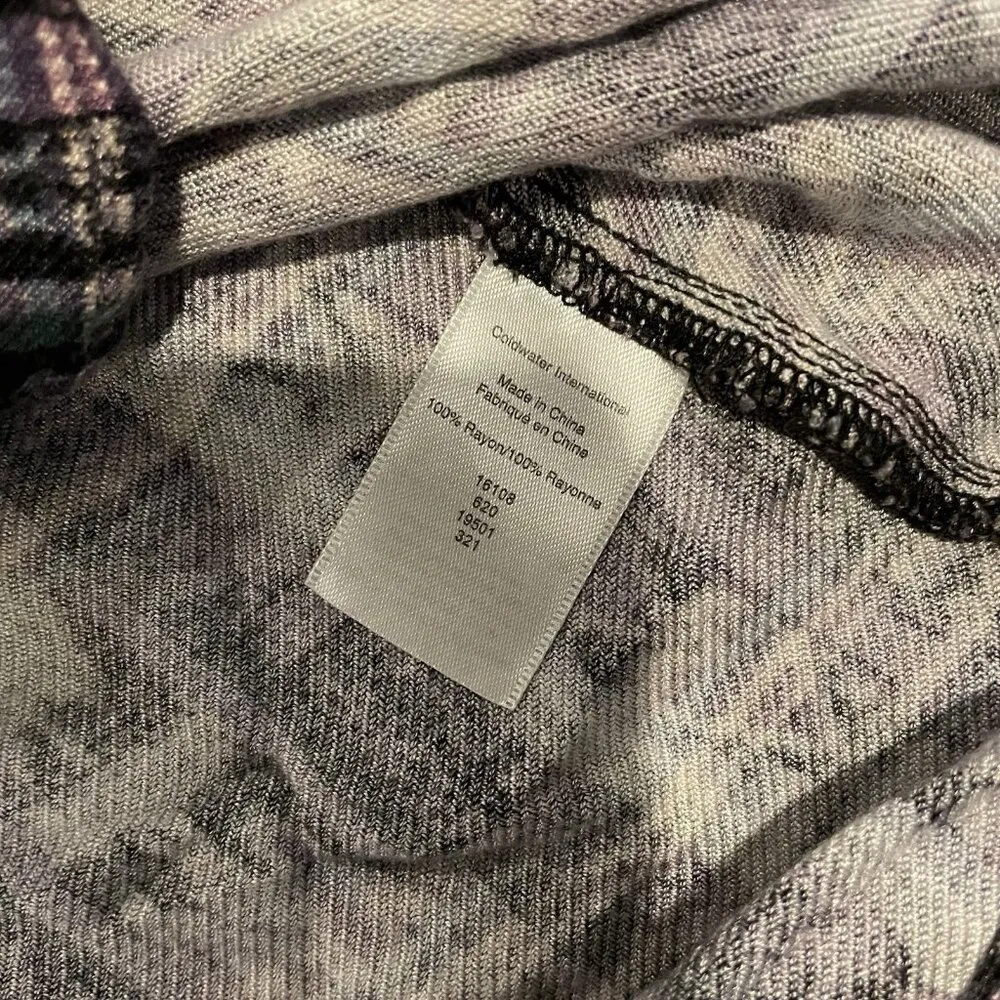 Coldwater International
Made in China
Fabriqué en Chine
100% Rayon/100% Rayonne
16108
620
19501
321